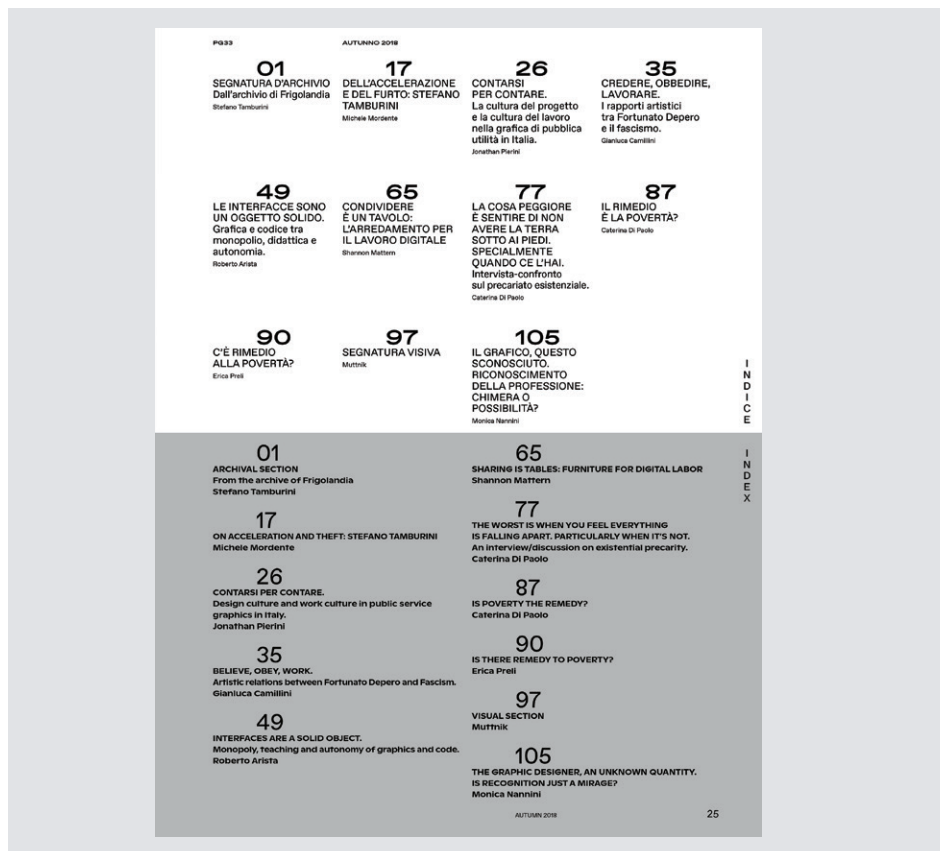 PG33
AUTUNNO 2018
01
SEGNATURA D'ARCHIVIO
Dall'archivio di Frigolandia
Stefano Tamburini
17
DELL'ACCELERAZIONE
E DEL FURTO: STEFANO
TAMBURINI
Michele Mordente
26
CONTARSI
PER CONTARE.
La cultura del progetto
e la cultura del lavoro
nella grafica di pubblica
utilità in Italia.
Jonathan Pierini
35
CREDERE, OBBEDIRE,
LAVORARE.
I rapporti artistici
tra Fortunato Depero
e il fascismo.
Gianluca Camillini
49
LE INTERFACCE SONO
UN OGGETTO SOLIDO.
Grafica e codice tra
monopolio, didattica e
autonomia.
Roberto Arista
65
CONDIVIDERE
È UN TAVOLO:
L'ARREDAMENTO PER
IL LAVORO DIGITALE
Shannon Mattern
77
LA COSA PEGGIORE
È SENTIRE DI NON
AVERE LA TERRA
SOTTO AI PIEDI.
SPECIALMENTE
QUANDO CE L'HAI.
Intervista-confronto
sul precariato esistenziale.
Caterina Di Paolo
87
IL RIMEDIO
È LA POVERTÀ?
Caterina Di Paolo
90
C'È RIMEDIO
ALLA POVERTÀ?
Erica Preli
97
SEGNATURA VISIVA
Muttnik
105
IL GRAFICO, QUESTO
SCONOSCIUTO.
RICONOSCIMENTO
DELLA PROFESSIONE:
CHIMERA O
POSSIBILITÀ?
Monica Nannini
INDICE
01
ARCHIVAL SECTION
From the archive of Frigolandia
Stefano Tamburini
17
ON ACCELERATION AND THEFT: STEFANO TAMBURINI
Michele Mordente
26
CONTARSI PER CONTARE.
Design culture and work culture in public service
graphics in Italy.
Jonathan Pierini
35
BELIEVE, OBEY, WORK.
Artistic relations between Fortunato Depero and Fascism.
Gianluca Camillini
49
INTERFACES ARE A SOLID OBJECT.
Monopoly, teaching and autonomy of graphics and code.
Roberto Arista
65
SHARING IS TABLES: FURNITURE FOR DIGITAL LABOR
Shannon Mattern
77
THE WORST IS WHEN YOU FEEL EVERYTHING
IS FALLING APART. PARTICULARLY WHEN IT'S NOT.
An interview/discussion on existential precarity.
Caterina Di Paolo
87
IS POVERTY THE REMEDY?
Caterina Di Paolo
90
IS THERE REMEDY TO POVERTY?
Erica Preli
97
VISUAL SECTION
Muttnik
105
THE GRAPHIC DESIGNER, AN UNKNOWN QUANTITY.
IS RECOGNITION JUST A MIRAGE?
Monica Nannini
INDEX
AUTUMN 2018
25